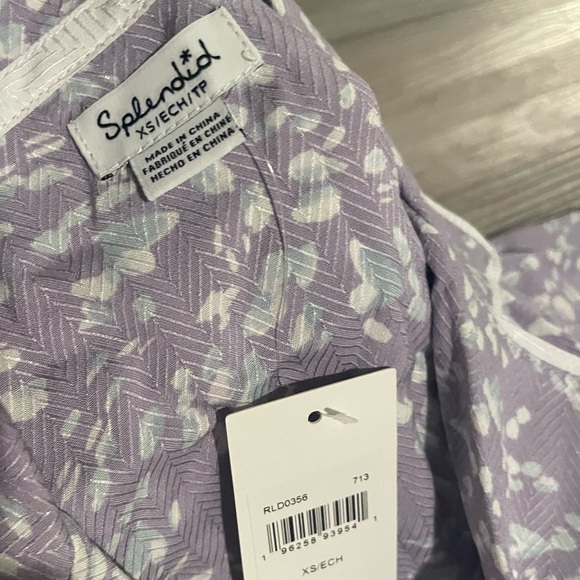 Splendid
XS/ECH/TP
MADE IN CHINA
FABRIQUÉ EN CHINE
HECHO EN CHINA
713
RLD0356
1 96258 93954 1
XS/ECH